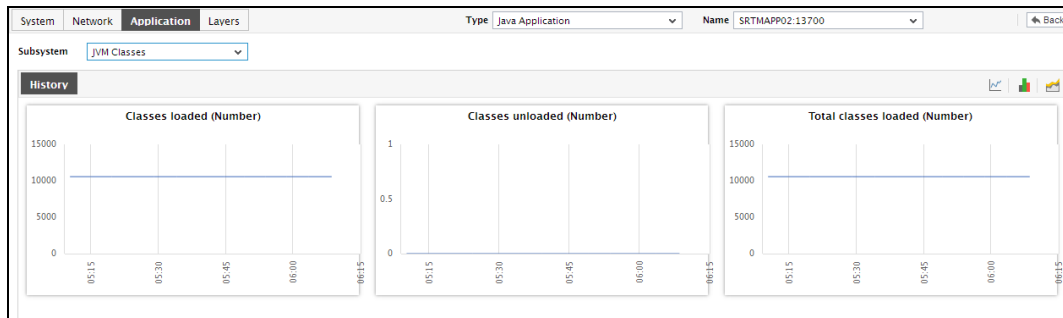 System Network Application Layers Type Java Application Name SRTMAPP02:13700 Back
Subsystem JVM Classes
History
Classes loaded (Number) Classes unloaded (Number) Total classes loaded (Number)
15000 1 15000
10000 10000
0.5
5000 5000
0 0 0
05:15 05:30 05:45 06:00 06:15 05:15 05:30 05:45 06:00 06:15 05:15 05:30 05:45 06:00 06:15